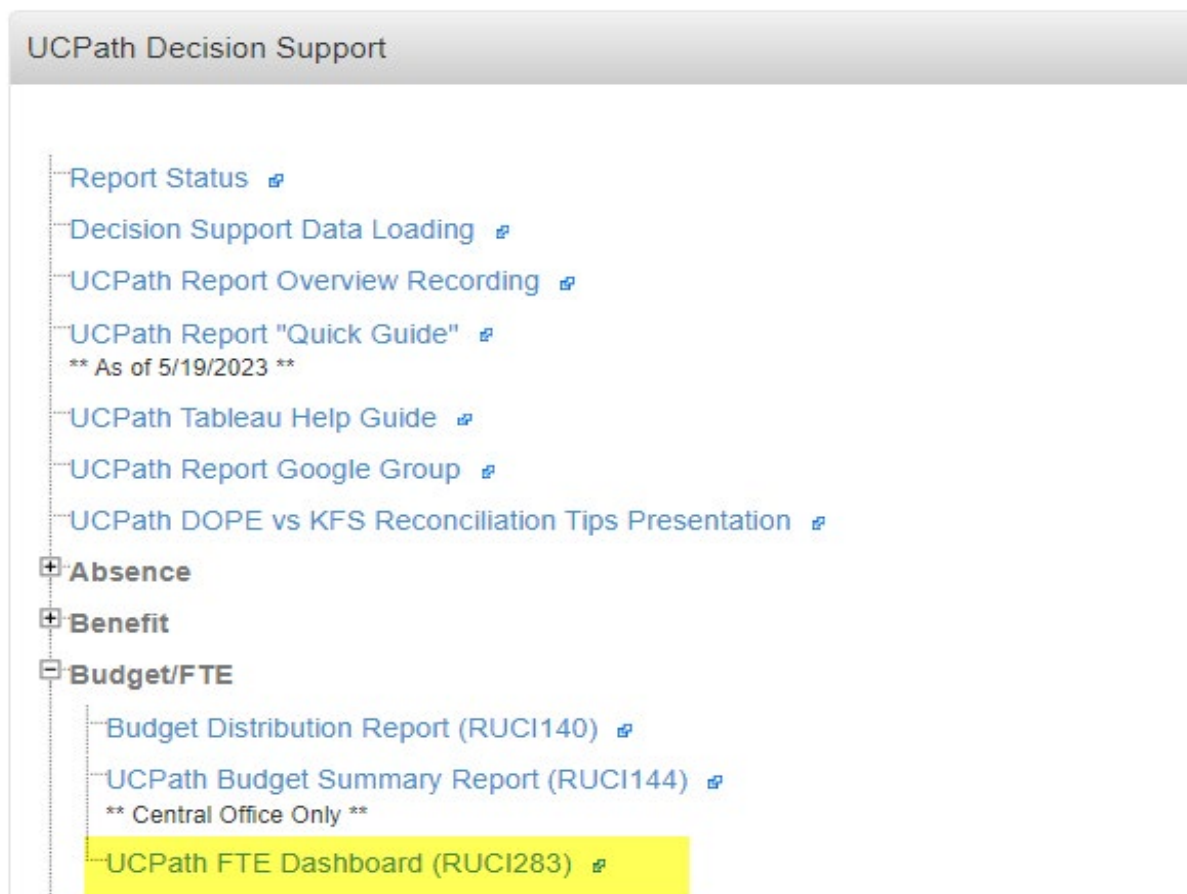 UCPath Decision Support
Report Status
Decision Support Data Loading
UCPath Report Overview Recording
UCPath Report "Quick Guide"
** As of 5/19/2023 **
UCPath Tableau Help Guide
UCPath Report Google Group
UCPath DOPE vs KFS Reconciliation Tips Presentation
Absence
Benefit
Budget/FTE
Budget Distribution Report (RUCI140)
UCPath Budget Summary Report (RUCI144)
** Central Office Only **
UCPath FTE Dashboard (RUCI283)